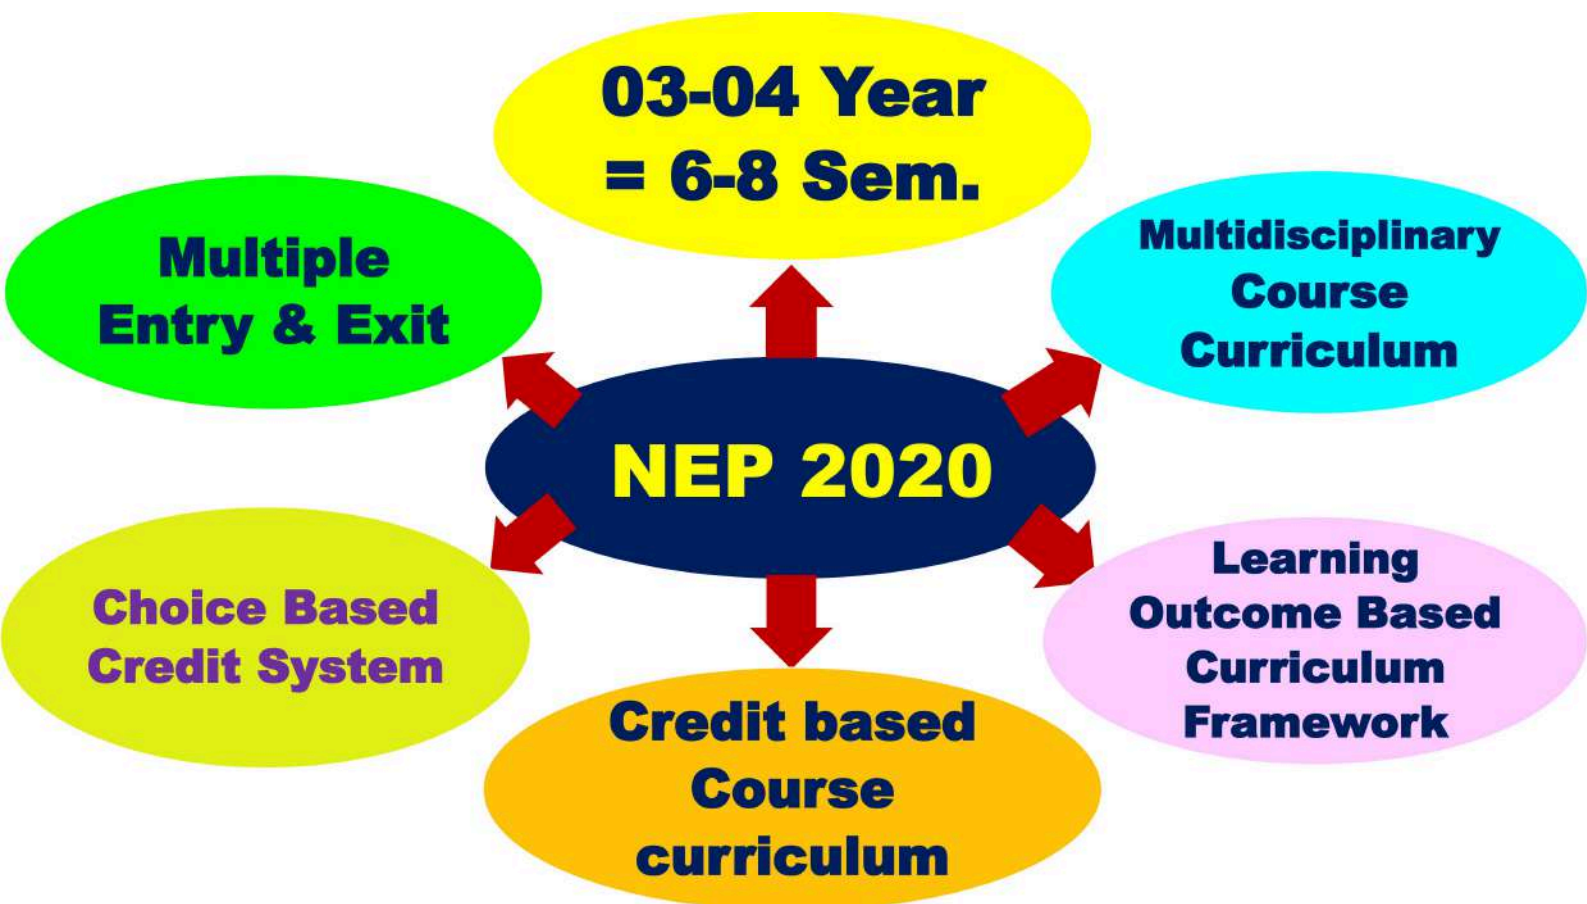 03-04 Year
= 6-8 Sem.
Multiple
Entry & Exit
Multidisciplinary
Course
Curriculum
NEP 2020
Choice Based
Credit System
Learning
Outcome Based
Curriculum
Framework
Credit based
Course
curriculum